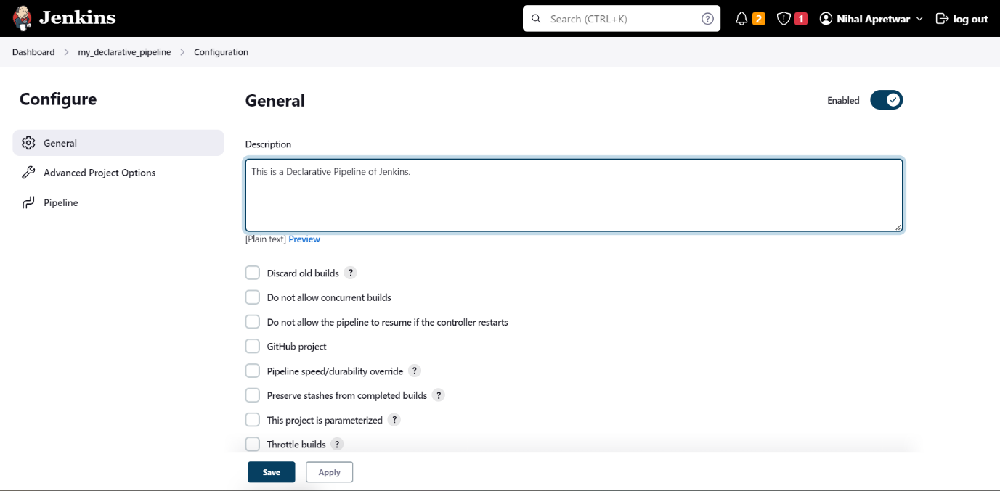 Jenkins
Search (CTRL+K)
?
2
1
Nihal Apretwar
log out
Dashboard
my_declarative_pipeline
Configuration
Configure
General
Advanced Project Options
Pipeline
General
Enabled
Description
This is a Declarative Pipeline of Jenkins.
[Plain text] Preview
Discard old builds ?
Do not allow concurrent builds
Do not allow the pipeline to resume if the controller restarts
GitHub project
Pipeline speed/durability override ?
Preserve stashes from completed builds ?
This project is parameterized ?
Throttle builds ?
Save
Apply